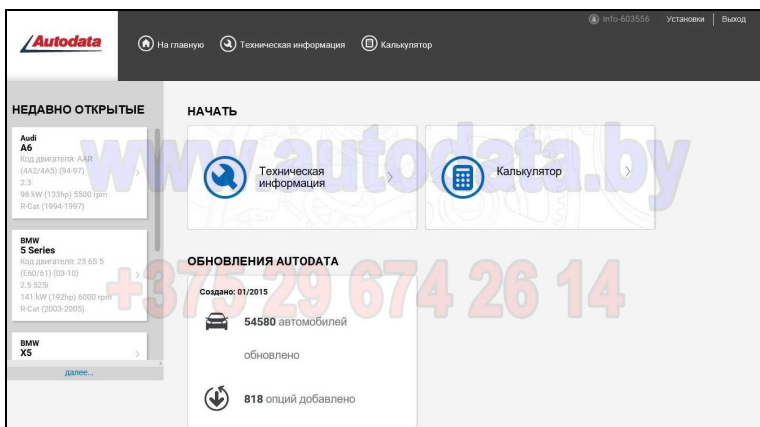 info-603556 Установки Выход
Autodata На главную Техническая информация Калькулятор
НЕДАВНО ОТКРЫТЫЕ
Audi
A6
Код двигателя: AAR
(4A2/4A5) (94-97)
2.3
98 kW (133hp) 5500 rpm
R-Cat (1994-1997)
BMW
5 Series
Код двигателя: 25 6S 5
(E60/61) (03-10)
2.5 525i
141 kW (192hp) 6000 rpm
R-Cat (2003-2005)
BMW
X5
далее...
НАЧАТЬ
Техническая
информация
Калькулятор
www.autodata.by
ОБНОВЛЕНИЯ AUTODATA
Создано: 01/2015
+375 29 674 26 14
54580 автомобилей
обновлено
818 опций добавлено